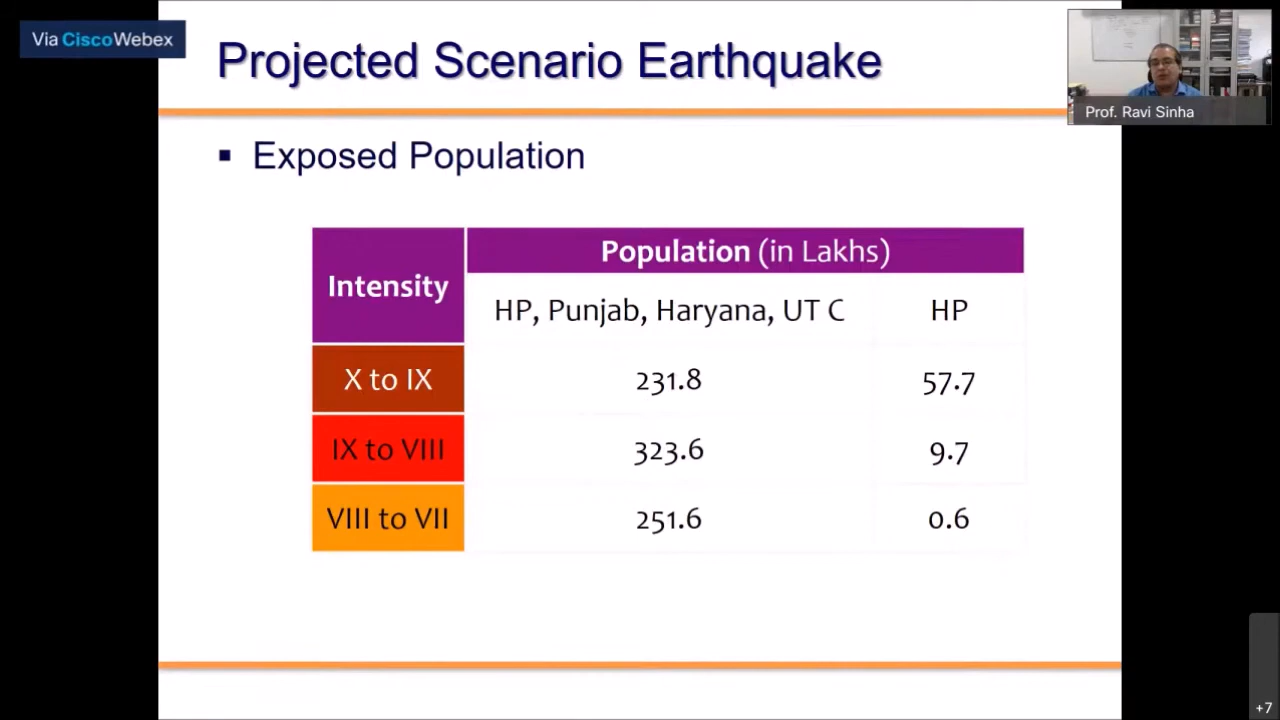 Via CiscoWebex
Projected Scenario Earthquake
Prof. Ravi Sinha
▪ Exposed Population
Intensity
Population (in Lakhs)
HP, Punjab, Haryana, UT C
HP
X to IX
231.8
57.7
IX to VIII
323.6
9.7
VIII to VII
251.6
0.6
+7